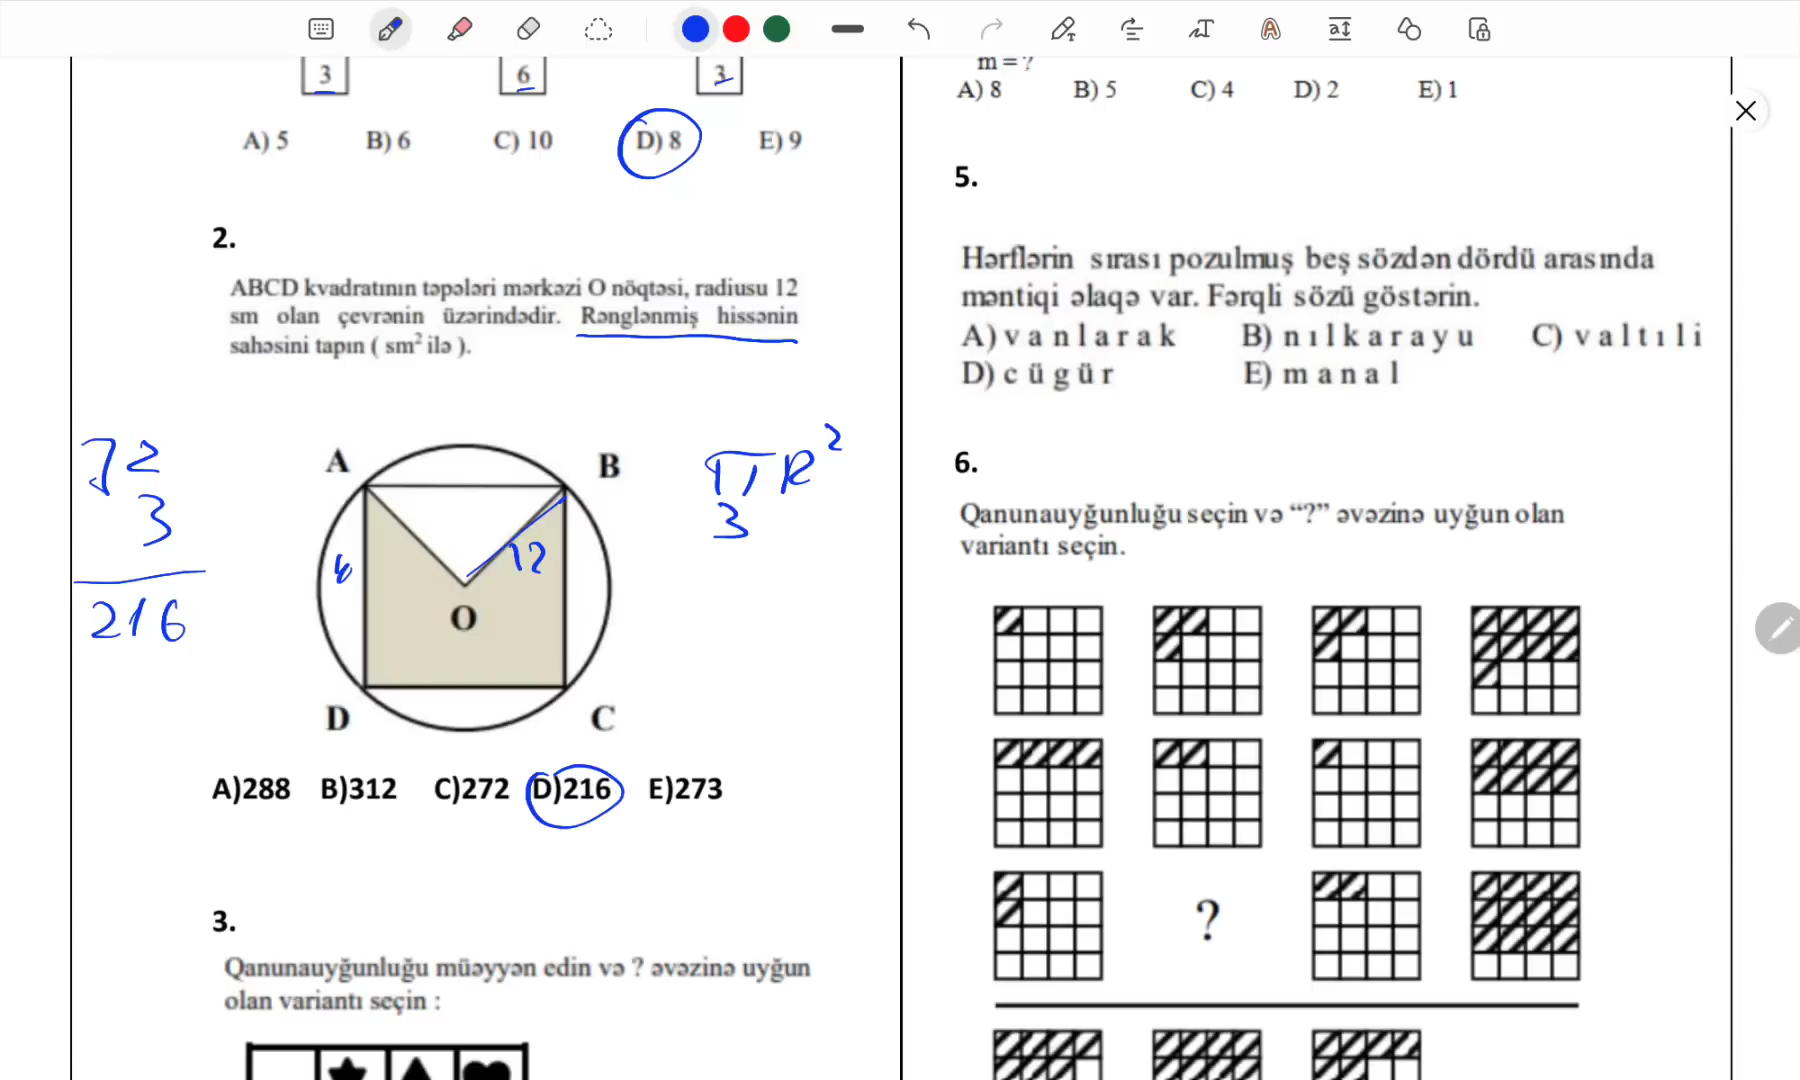 3 6 3
A) 5 B) 6 C) 10 D) 8 E) 9
2.
ABCD kvadratının təpələri mərkəzi O nöqtəsi, radiusu 12
sm olan çevrənin üzərindədir. Rənglənmiş hissənin
sahəsini tapın ( sm² ilə ).
72
3
216
A
B
12
O
D
C
πR²
3
A)288 B)312 C)272 D)216 E)273
3.
Qanunauyğunluğu müəyyən edin və ? əvəzinə uyğun
olan variantı seçin :
m = ?
A) 8 B) 5 C) 4 D) 2 E) 1
5.
Hərflərin sırası pozulmuş beş sözdən dördü arasında
məntiqi əlaqə var. Fərqli sözü göstərin.
A) v a n l a r a k B) n ı l k a r a y u C) v a l t ı l i
D) c ü g ü r E) m a n a l
6.
Qanunauyğunluğu seçin və “?” əvəzinə uyğun olan
variantı seçin.
?